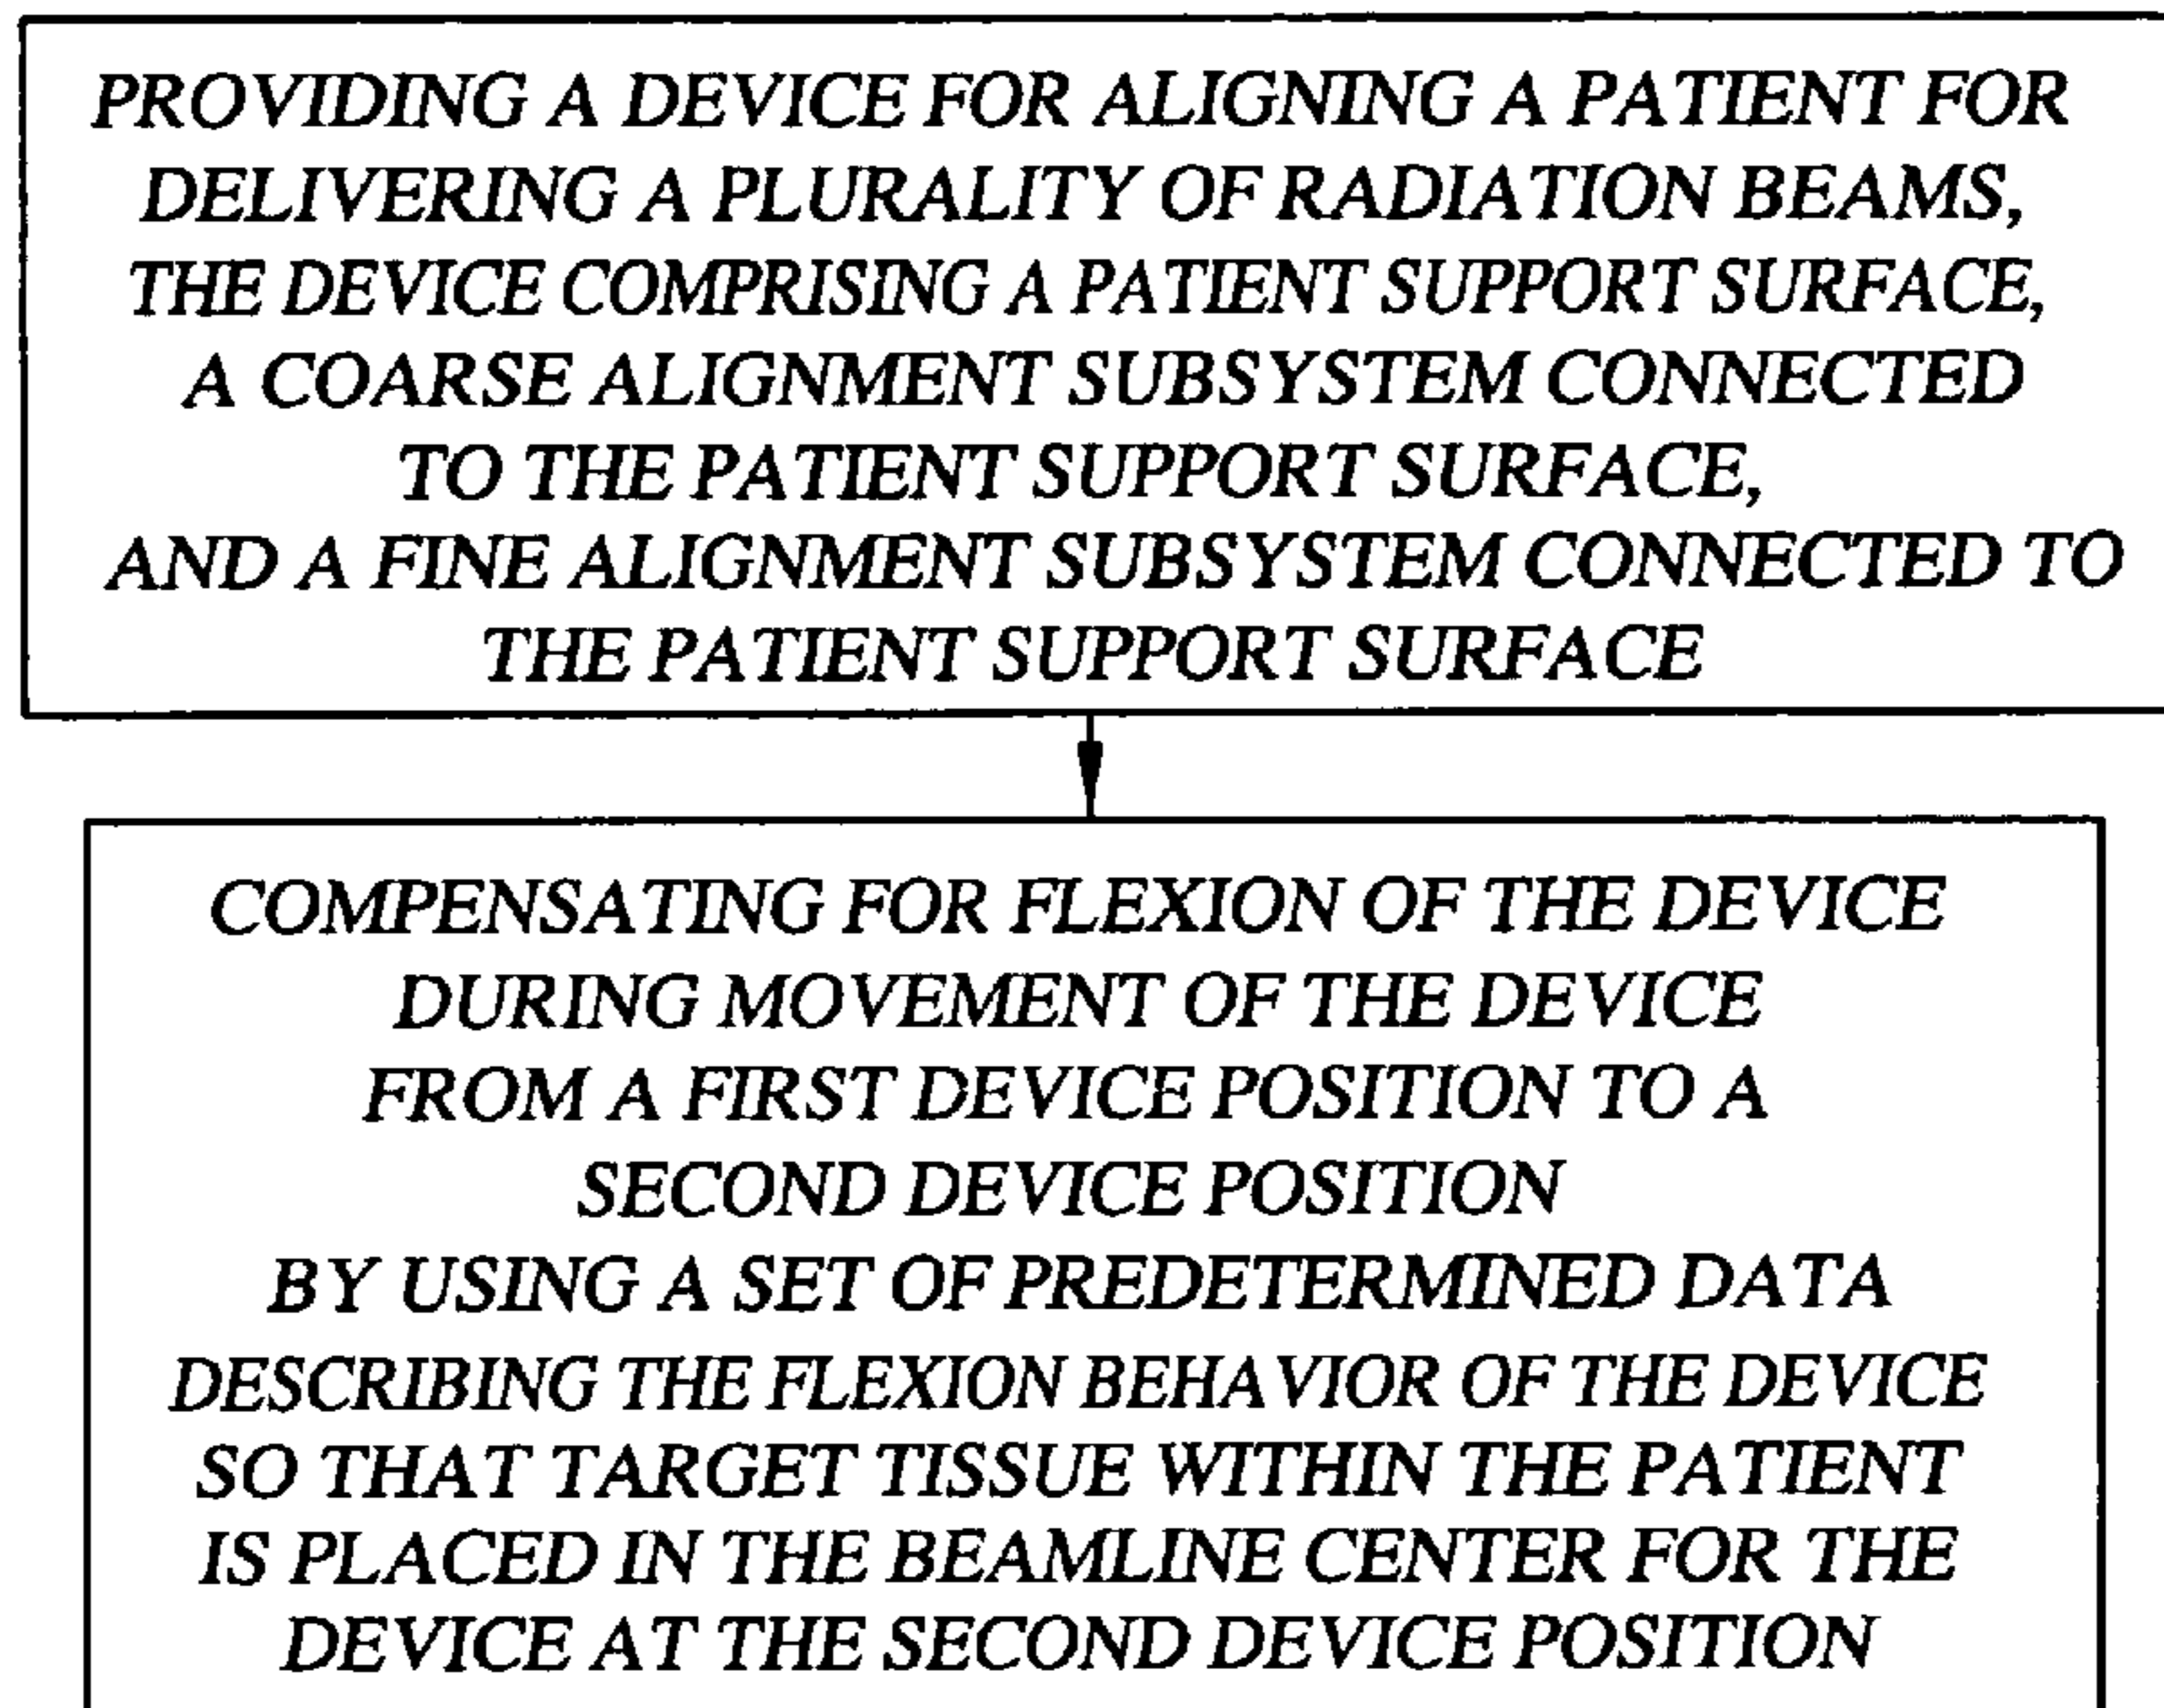 PROVIDING A DEVICE FOR ALIGNING A PATIENT FOR
DELIVERING A PLURALITY OF RADIATION BEAMS,
THE DEVICE COMPRISING A PATIENT SUPPORT SURFACE,
A COARSE ALIGNMENT SUBSYSTEM CONNECTED
TO THE PATIENT SUPPORT SURFACE,
AND A FINE ALIGNMENT SUBSYSTEM CONNECTED TO
THE PATIENT SUPPORT SURFACE
COMPENSATING FOR FLEXION OF THE DEVICE
DURING MOVEMENT OF THE DEVICE
FROM A FIRST DEVICE POSITION TO A
SECOND DEVICE POSITION
BY USING A SET OF PREDETERMINED DATA
DESCRIBING THE FLEXION BEHAVIOR OF THE DEVICE
SO THAT TARGET TISSUE WITHIN THE PATIENT
IS PLACED IN THE BEAMLINE CENTER FOR THE
DEVICE AT THE SECOND DEVICE POSITION